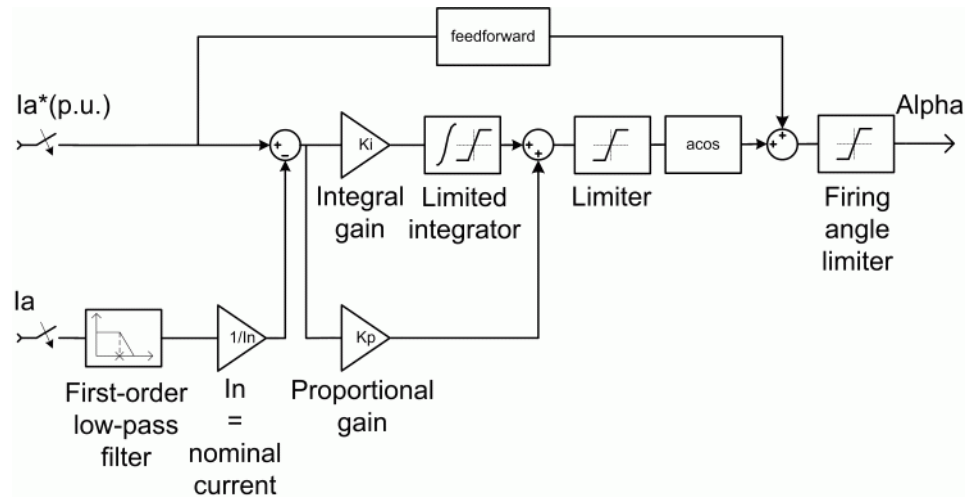 feedforward
Ia*(p.u.)
Alpha
+
−
Ki
+
+
acos
+
+
Integral
gain
Limited
integrator
Limiter
Firing
angle
limiter
Ia
1/In
Kp
First-order
low-pass
filter
In
=
nominal
current
Proportional
gain